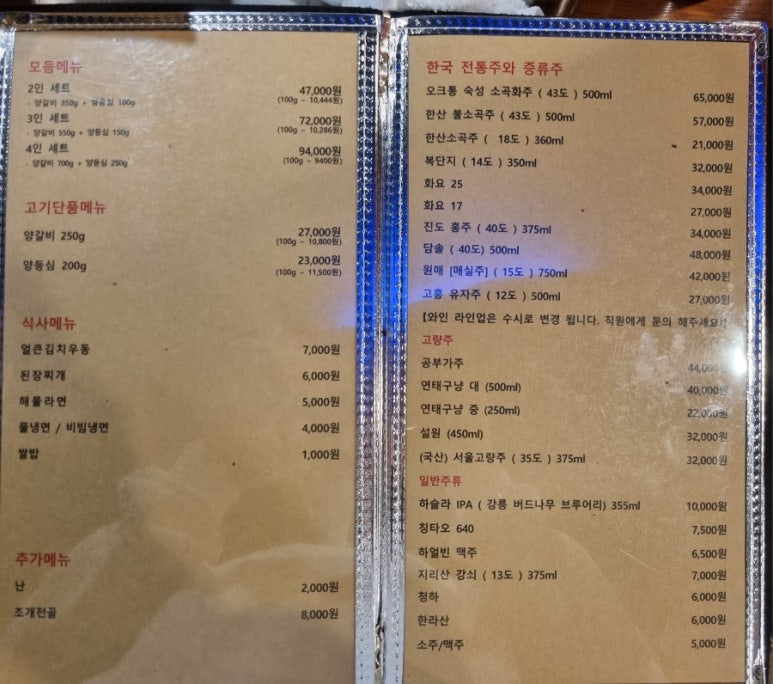 모둠메뉴
2인 세트 47,000원
- 양갈비 350g + 양등심 100g (100g – 10,444원)
3인 세트 72,000원
- 양갈비 550g + 양등심 150g (100g – 10,286원)
4인 세트 94,000원
- 양갈비 700g + 양등심 250g (100g – 9400원)
고기단품메뉴
양갈비 250g 27,000원
(100g – 10,800원)
양등심 200g 23,000원
(100g – 11,500원)
식사메뉴
얼큰김치우동 7,000원
된장찌개 6,000원
해물라면 5,000원
물냉면 / 비빔냉면 4,000원
쌀밥 1,000원
추가메뉴
난 2,000원
조개전골 8,000원
한국 전통주와 증류주
오크통 숙성 소곡화주 ( 43도 ) 500ml 65,000원
한산 불소곡주 ( 43도 ) 500ml 57,000원
한산소곡주 ( 18도 ) 360ml 21,000원
복단지 ( 14도 ) 350ml 32,000원
화요 25 34,000원
화요 17 27,000원
진도 홍주 ( 40도 ) 375ml 34,000원
담솔 ( 40도) 500ml 48,000원
원매 [매실주] ( 15도 ) 750ml 42,000원
고흥 유자주 ( 12도 ) 500ml 27,000원
[와인 라인업은 수시로 변경 됩니다. 직원에게 문의 해주세요!]
고량주
공부가주 44,000원
연태구냥 대 (500ml) 40,000원
연태구냥 중 (250ml) 22,000원
설원 (450ml) 32,000원
(국산) 서울고량주 ( 35도 ) 375ml 32,000원
일반주류
하슬라 IPA ( 강릉 버드나무 브루어리) 355ml 10,000원
칭타오 640 7,500원
하얼빈 맥주 6,500원
지리산 강쇠 ( 13도 ) 375ml 7,000원
청하 6,000원
한라산 6,000원
소주/맥주 5,000원